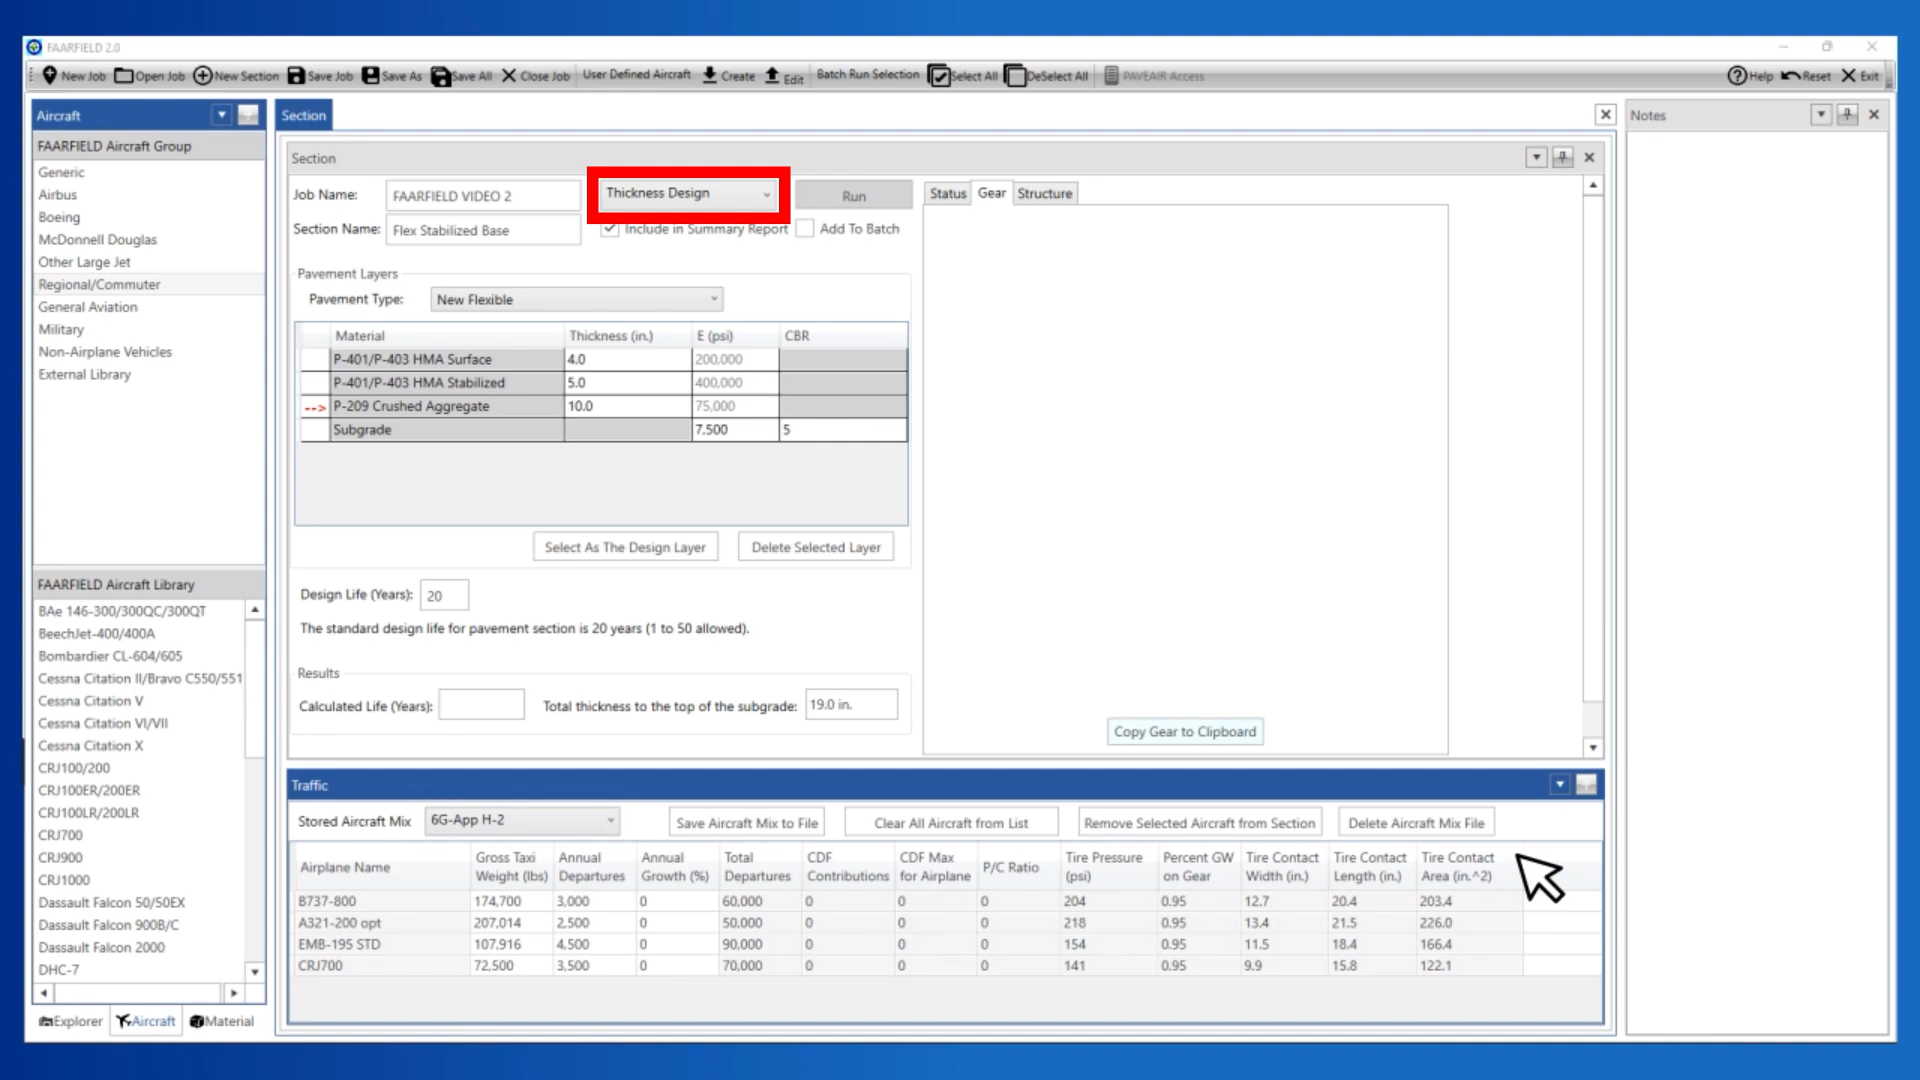 FAARFIELD 2.0
New Job Open Job New Section Save Job Save As Save All Close Job User Defined Aircraft Create Edit Batch Run Selection Select All DeSelect All PAVEAIR Access Help Reset Exit
Aircraft
FAARFIELD Aircraft Group
Generic
Airbus
Boeing
McDonnell Douglas
Other Large Jet
Regional/Commuter
General Aviation
Military
Non-Airplane Vehicles
External Library
FAARFIELD Aircraft Library
BAe 146-300/300QC/300QT
BeechJet-400/400A
Bombardier CL-604/605
Cessna Citation II/Bravo C550/551
Cessna Citation V
Cessna Citation VI/VII
Cessna Citation X
CRJ100/200
CRJ100ER/200ER
CRJ100LR/200LR
CRJ700
CRJ900
CRJ1000
Dassault Falcon 50/50EX
Dassault Falcon 900B/C
Dassault Falcon 2000
DHC-7
Explorer Aircraft Material
Section
Section
Job Name: FAARFIELD VIDEO 2 Thickness Design Run
Section Name: Flex Stabilized Base Include in Summary Report Add To Batch
Pavement Layers
Pavement Type: New Flexible
Material Thickness (in.) E (psi) CBR
P-401/P-403 HMA Surface 4.0 200,000
P-401/P-403 HMA Stabilized 5.0 400,000
--> P-209 Crushed Aggregate 10.0 75,000
Subgrade 7,500 5
Select As The Design Layer Delete Selected Layer
Design Life (Years): 20
The standard design life for pavement section is 20 years (1 to 50 allowed).
Results
Calculated Life (Years): Total thickness to the top of the subgrade: 19.0 in.
Status Gear Structure
Copy Gear to Clipboard
Traffic
Stored Aircraft Mix 6G-App H-2 Save Aircraft Mix to File Clear All Aircraft from List Remove Selected Aircraft from Section Delete Aircraft Mix File
Airplane Name Gross Taxi Weight (lbs) Annual Departures Annual Growth (%) Total Departures CDF Contributions CDF Max for Airplane P/C Ratio Tire Pressure (psi) Percent GW on Gear Tire Contact Width (in.) Tire Contact Length (in.) Tire Contact Area (in.^2)
B737-800 174,700 3,000 0 60,000 0 0 0 204 0.95 12.7 20.4 203.4
A321-200 opt 207,014 2,500 0 50,000 0 0 0 218 0.95 13.4 21.5 226.0
EMB-195 STD 107,916 4,500 0 90,000 0 0 0 154 0.95 11.5 18.4 166.4
CRJ700 72,500 3,500 0 70,000 0 0 0 141 0.95 9.9 15.8 122.1
Notes